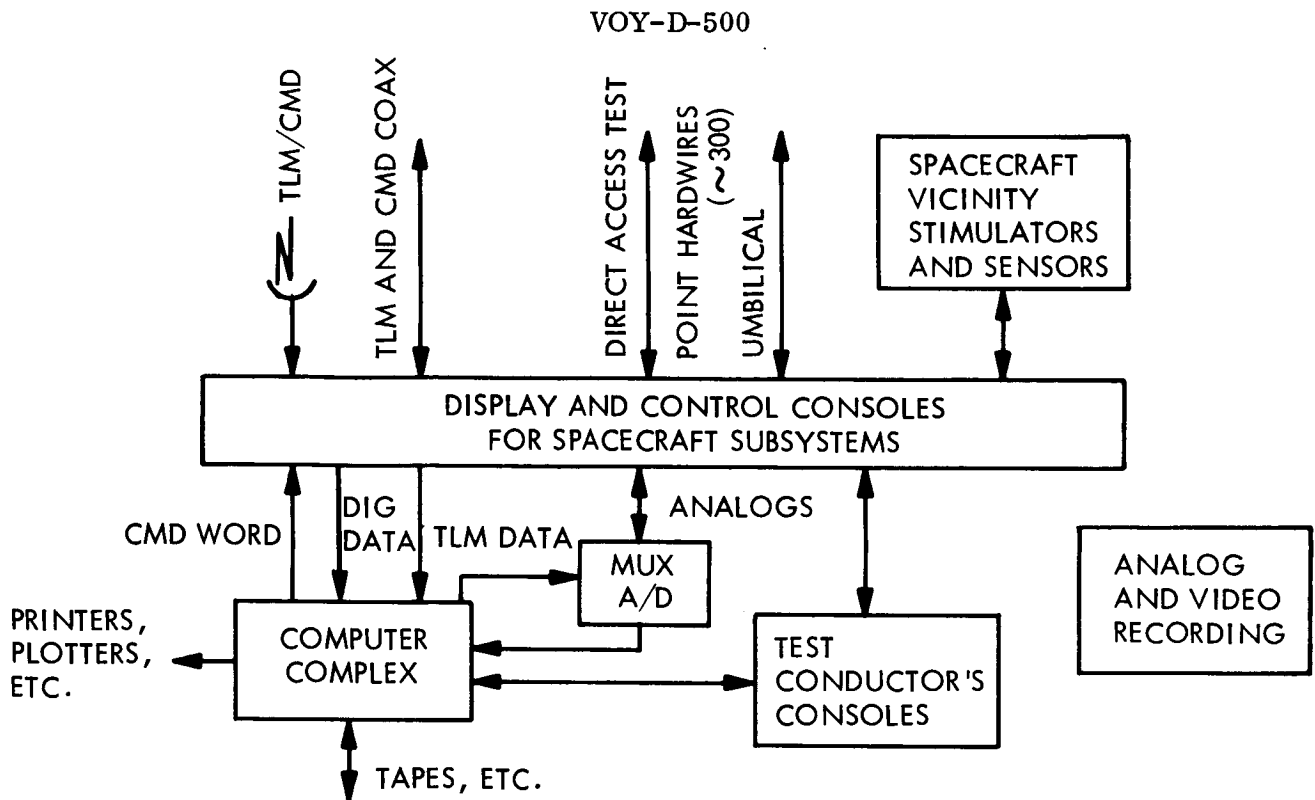 VOY-D-500
TLM/CMD
TLM AND CMD COAX
DIRECT ACCESS TEST
POINT HARDWIRES
(~300)
UMBILICAL
SPACECRAFT
VICINITY
STIMULATORS
AND SENSORS
DISPLAY AND CONTROL CONSOLES
FOR SPACECRAFT SUBSYSTEMS
CMD WORD
DIG
DATA
TLM DATA
ANALOGS
MUX
A/D
ANALOG
AND VIDEO
RECORDING
PRINTERS,
PLOTTERS,
ETC.
COMPUTER
COMPLEX
TEST
CONDUCTOR'S
CONSOLES
TAPES, ETC.